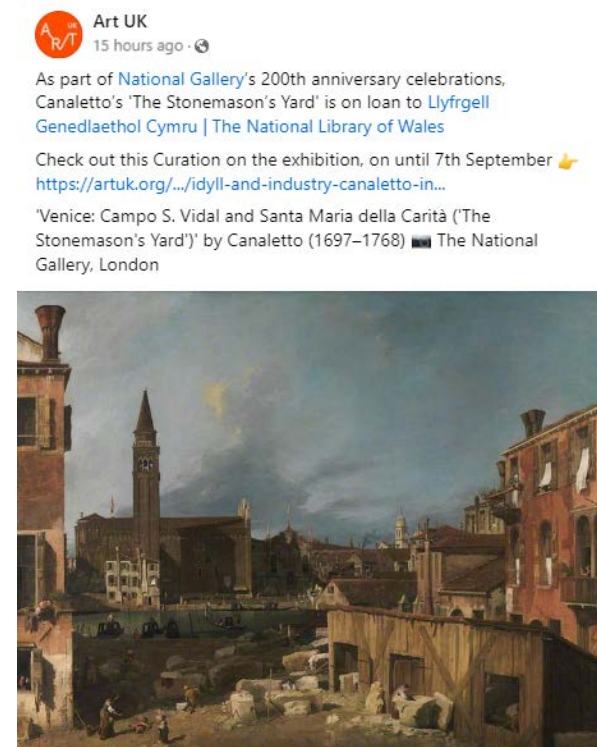 ART UK
Art UK
15 hours ago ·
As part of National Gallery's 200th anniversary celebrations,
Canaletto's 'The Stonemason's Yard' is on loan to Llyfrgell
Genedlaethol Cymru | The National Library of Wales
Check out this Curation on the exhibition, on until 7th September 👉
https://artuk.org/.../idyll-and-industry-canaletto-in...
'Venice: Campo S. Vidal and Santa Maria della Carità ('The
Stonemason's Yard')' by Canaletto (1697–1768) 📷 The National
Gallery, London